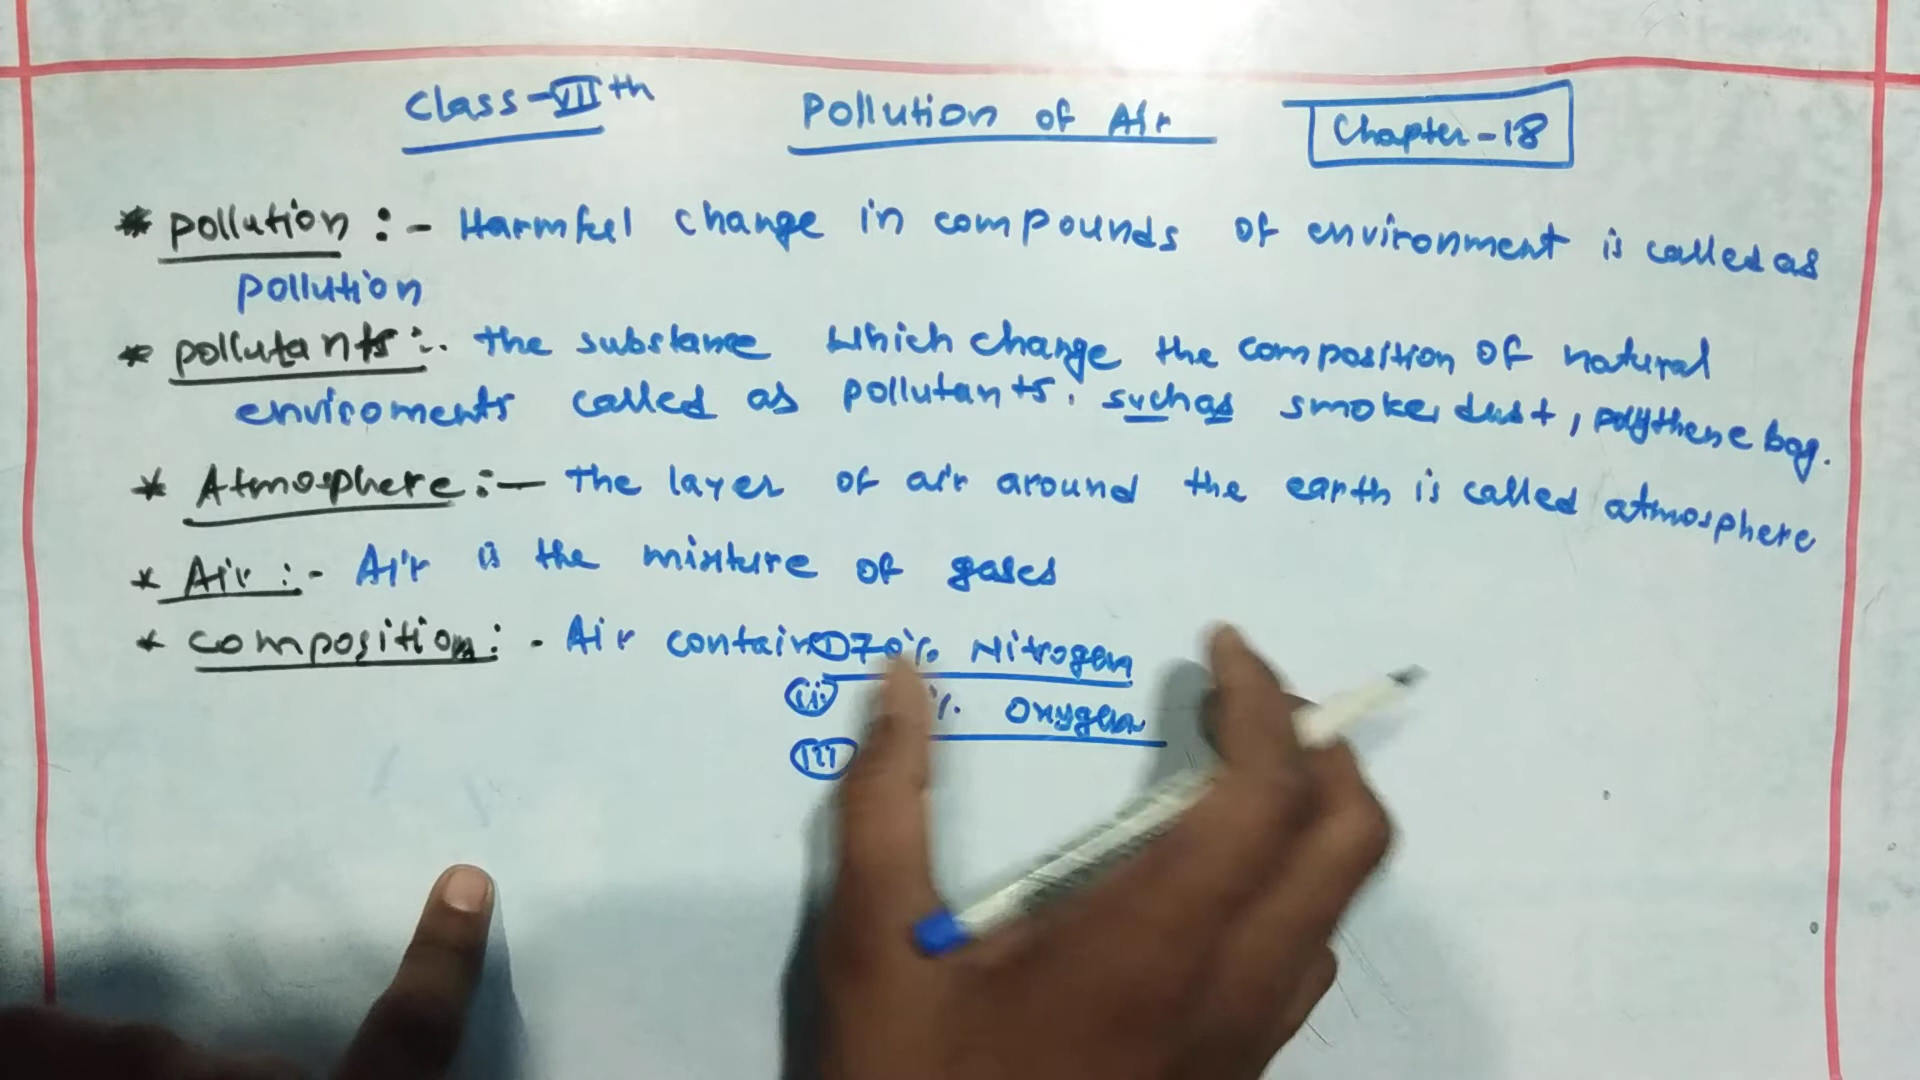 Class-VIIth Pollution of Air Chapter-18
* Pollution :- Harmful change in compounds of environment is called as
pollution
* pollutants :- the substance which change the composition of natural
enviroments called as pollutants. such as smoke, dust, polythene bag.
* Atmosphere :- The layer of air around the earth is called atmosphere
* Air :- Air is the mixture of gases
* composition :- Air contain % Nitrogen
(ii) % Oxygen
(iii)